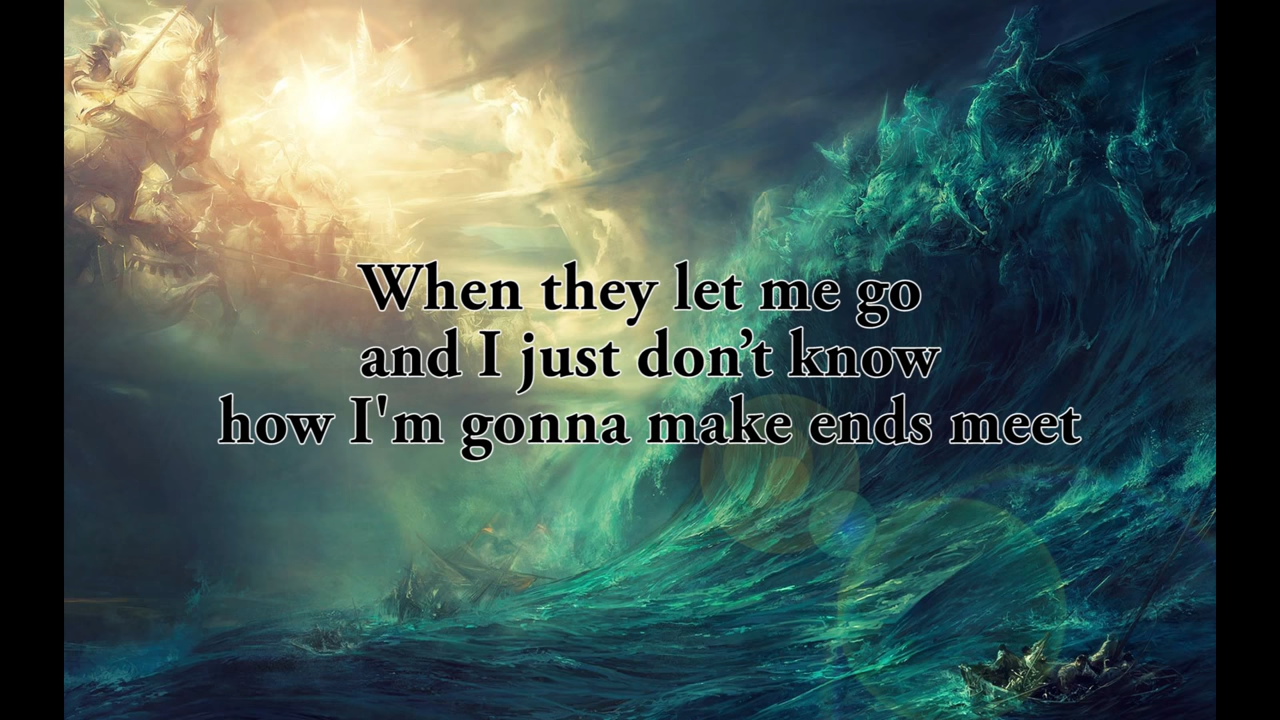 When they let me go
and I just don’t know
how I'm gonna make ends meet